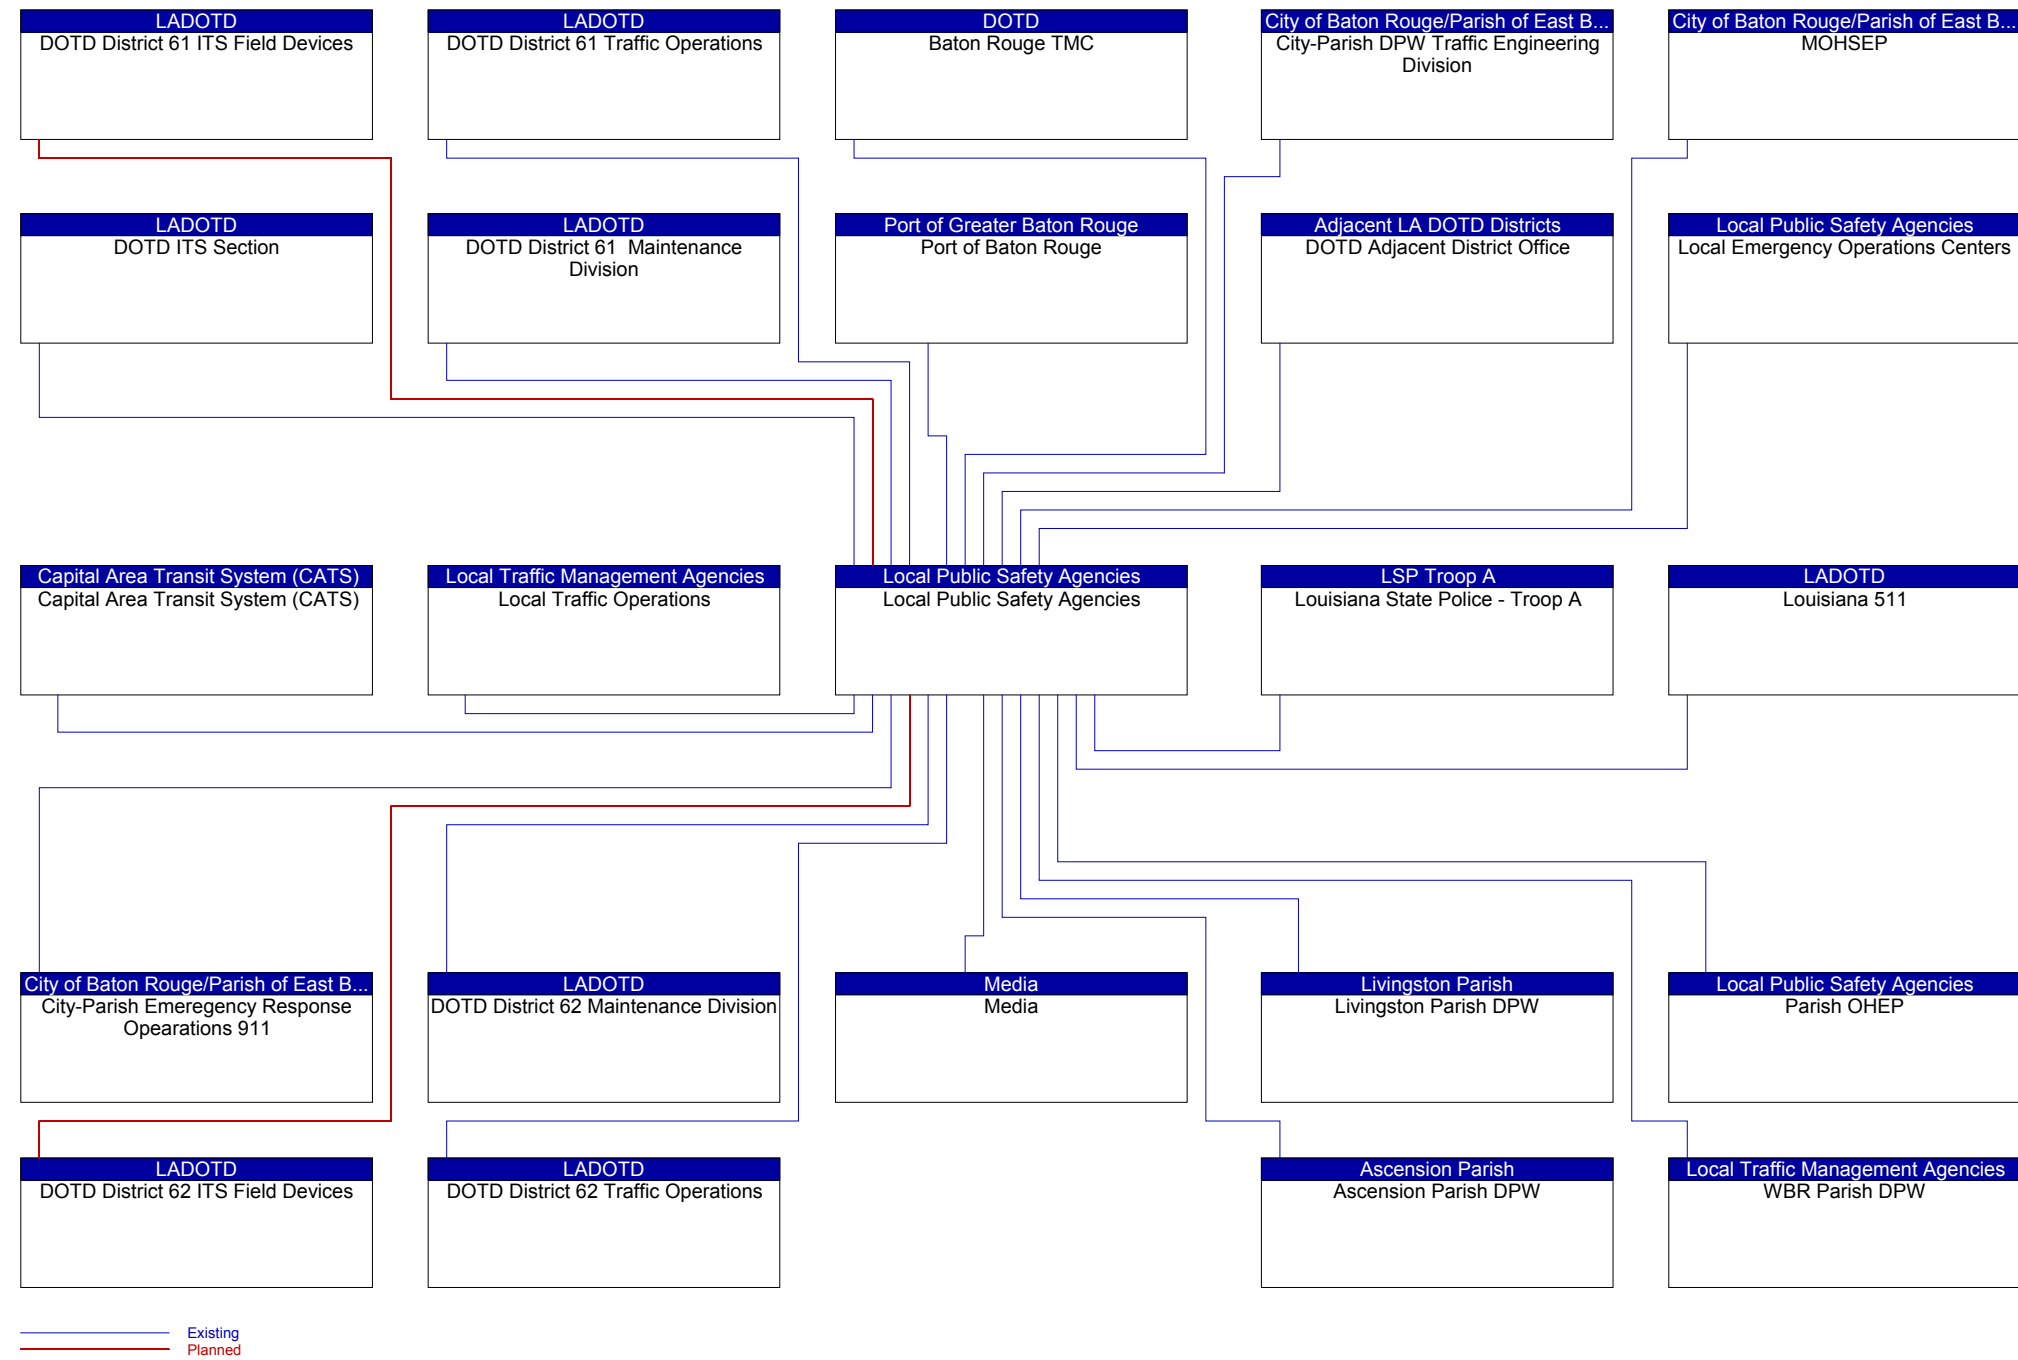 LADOTD
DOTD District 61 ITS Field Devices
LADOTD
DOTD District 61 Traffic Operations
DOTD
Baton Rouge TMC
City of Baton Rouge/Parish of East B...
City-Parish DPW Traffic Engineering
Division
City of Baton Rouge/Parish of East B...
MOHSEP
LADOTD
DOTD ITS Section
LADOTD
DOTD District 61 Maintenance
Division
Port of Greater Baton Rouge
Port of Baton Rouge
Adjacent LA DOTD Districts
DOTD Adjacent District Office
Local Public Safety Agencies
Local Emergency Operations Centers
Capital Area Transit System (CATS)
Capital Area Transit System (CATS)
Local Traffic Management Agencies
Local Traffic Operations
Local Public Safety Agencies
Local Public Safety Agencies
LSP Troop A
Louisiana State Police - Troop A
LADOTD
Louisiana 511
City of Baton Rouge/Parish of East B...
City-Parish Emeregency Response
Opearations 911
LADOTD
DOTD District 62 Maintenance Division
Media
Media
Livingston Parish
Livingston Parish DPW
Local Public Safety Agencies
Parish OHEP
LADOTD
DOTD District 62 ITS Field Devices
LADOTD
DOTD District 62 Traffic Operations
Ascension Parish
Ascension Parish DPW
Local Traffic Management Agencies
WBR Parish DPW
Existing
Planned